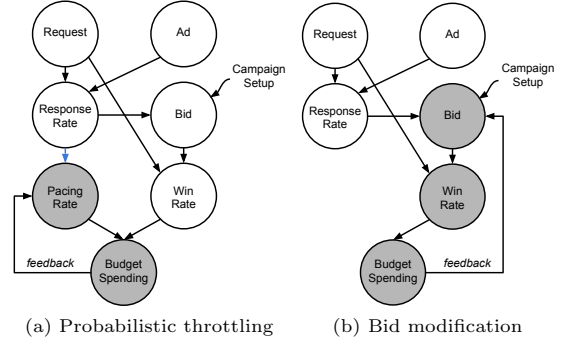 Request
Ad
Campaign
Setup
Response
Rate
Bid
Pacing
Rate
Win
Rate
feedback
Budget
Spending
(a) Probabilistic throttling
Request
Ad
Campaign
Setup
Response
Rate
Bid
Win
Rate
Budget
Spending
feedback
(b) Bid modification